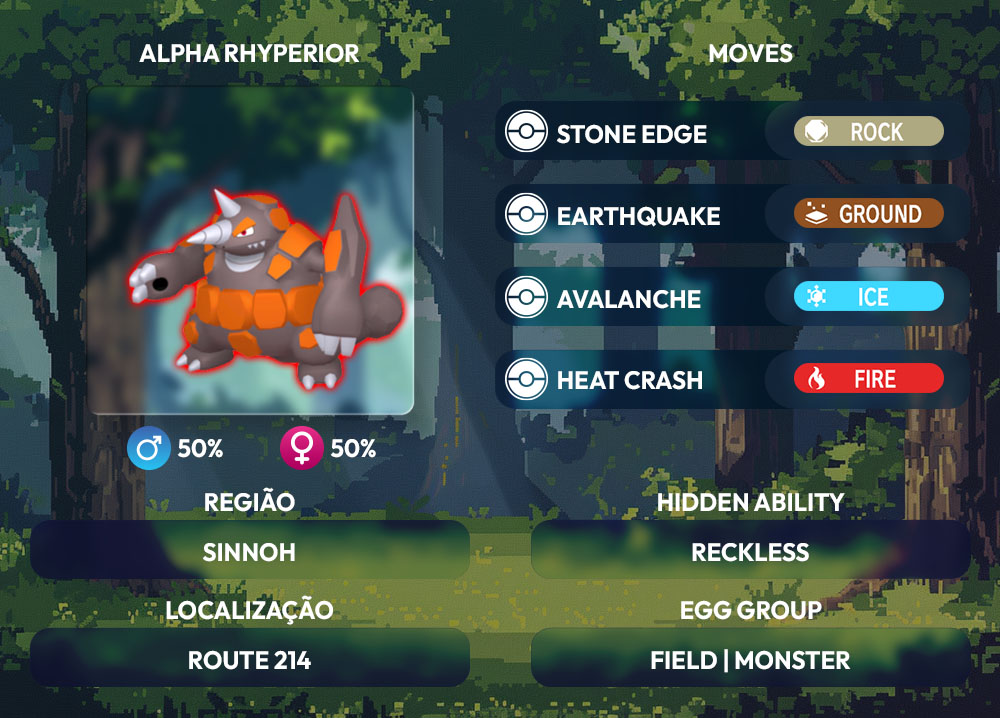 ALPHA RHYPERIOR
50%
50%
REGIÃO
SINNOH
LOCALIZAÇÃO
ROUTE 214
MOVES
STONE EDGE
ROCK
EARTHQUAKE
GROUND
AVALANCHE
ICE
HEAT CRASH
FIRE
HIDDEN ABILITY
RECKLESS
EGG GROUP
FIELD | MONSTER